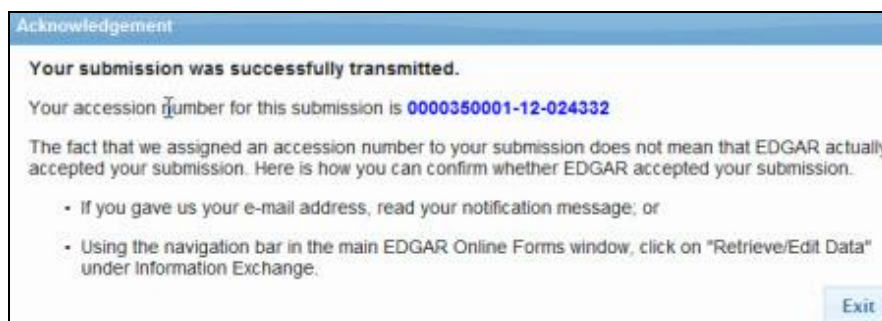 Acknowledgement
Your submission was successfully transmitted.
Your accession number for this submission is 0000350001-12-024332
The fact that we assigned an accession number to your submission does not mean that EDGAR actually
accepted your submission. Here is how you can confirm whether EDGAR accepted your submission.
• If you gave us your e-mail address, read your notification message; or
• Using the navigation bar in the main EDGAR Online Forms window, click on "Retrieve/Edit Data"
under Information Exchange.
Exit